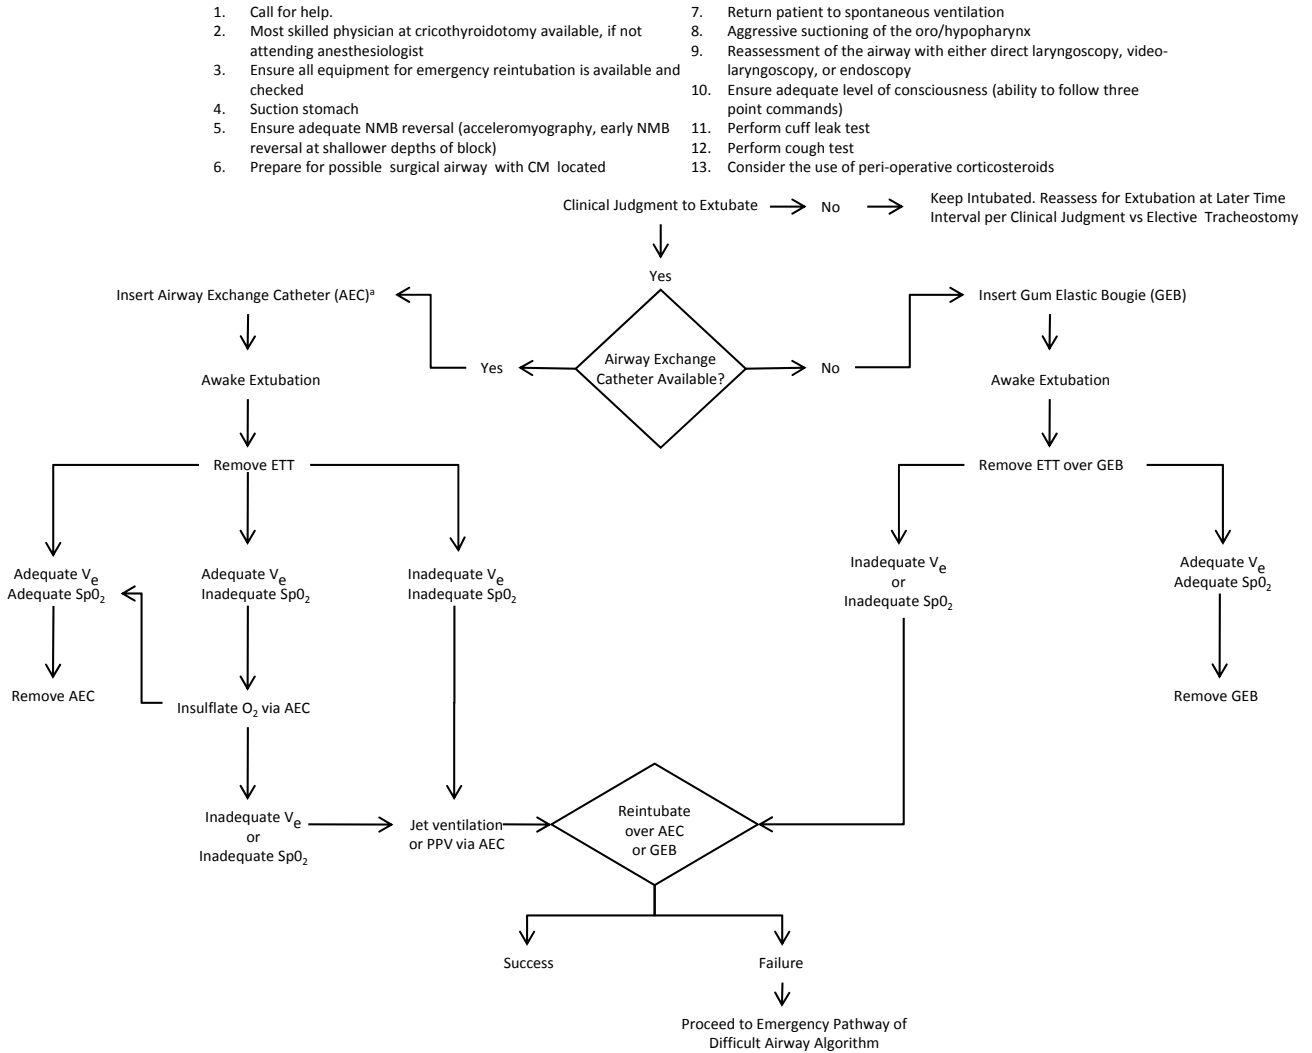 1. Call for help.
2. Most skilled physician at cricothyroidotomy available, if not
attending anesthesiologist
3. Ensure all equipment for emergency reintubation is available and
checked
4. Suction stomach
5. Ensure adequate NMB reversal (acceleromyography, early NMB
reversal at shallower depths of block)
6. Prepare for possible surgical airway with CM located
7. Return patient to spontaneous ventilation
8. Aggressive suctioning of the oro/hypopharynx
9. Reassessment of the airway with either direct laryngoscopy, video-
laryngoscopy, or endoscopy
10. Ensure adequate level of consciousness (ability to follow three
point commands)
11. Perform cuff leak test
12. Perform cough test
13. Consider the use of peri-operative corticosteroids
Clinical Judgment to Extubate
No
Keep Intubated. Reassess for Extubation at Later Time
Interval per Clinical Judgment vs Elective Tracheostomy
Yes
Insert Airway Exchange Catheter (AEC)ᵃ
Insert Gum Elastic Bougie (GEB)
Airway Exchange
Catheter Available?
Yes
No
Awake Extubation
Awake Extubation
Remove ETT
Remove ETT over GEB
Adequate Vₑ
Adequate Sp0₂
Adequate Vₑ
Inadequate Sp0₂
Inadequate Vₑ
Inadequate Sp0₂
Inadequate Vₑ
or
Inadequate Sp0₂
Adequate Vₑ
Adequate Sp0₂
Remove AEC
Insulflate O₂ via AEC
Remove GEB
Inadequate Vₑ
or
Inadequate Sp0₂
Jet ventilation
or PPV via AEC
Reintubate
over AEC
or GEB
Success
Failure
Proceed to Emergency Pathway of
Difficult Airway Algorithm